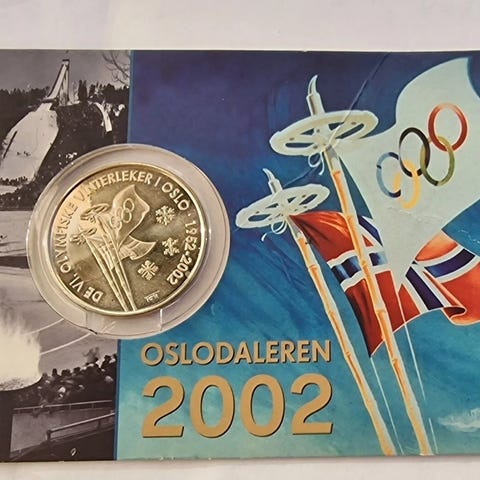 DE VI. OLYMPISKE VINTERLEKER I OSLO · 1952-2002
OSLODALEREN
2002